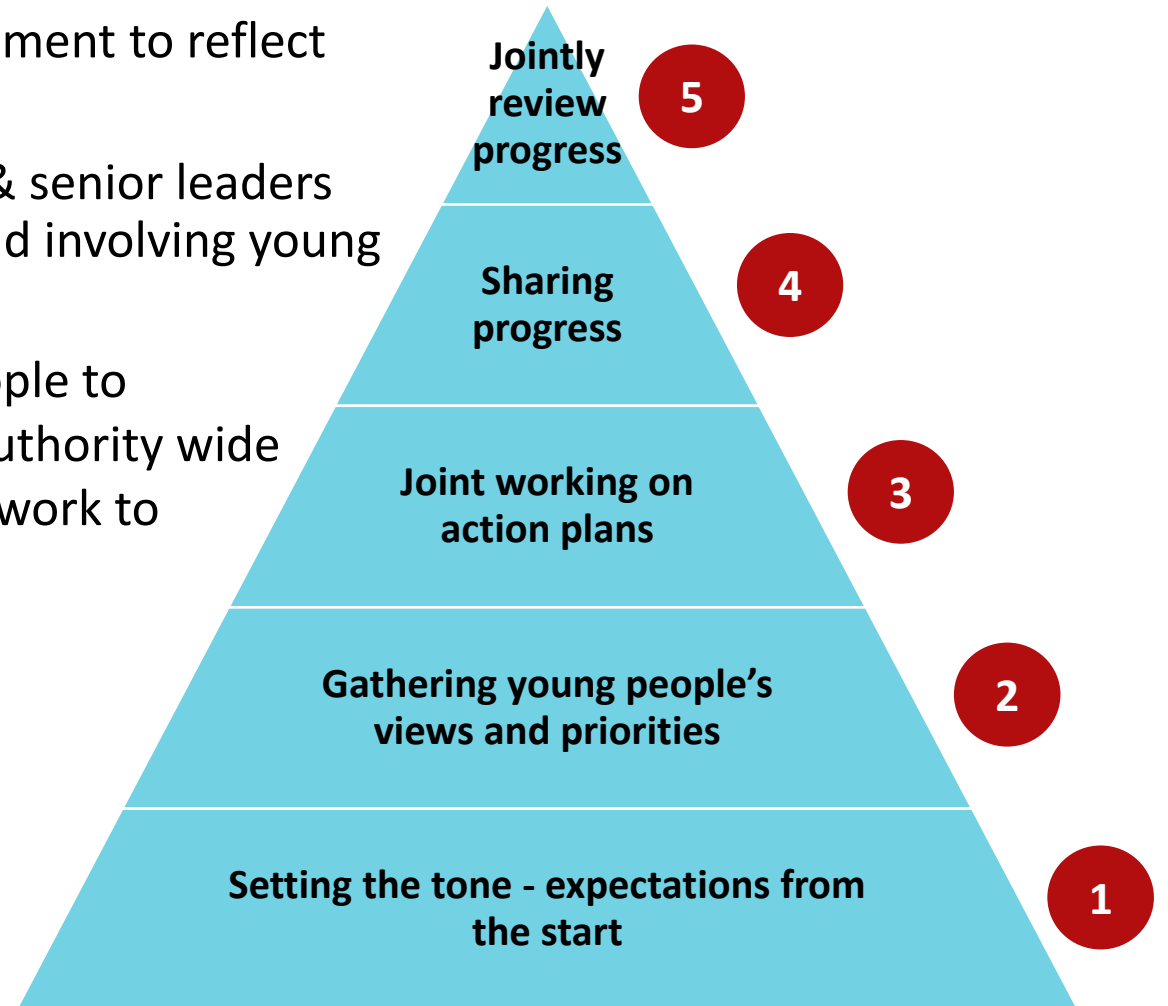 ment to reflect
& senior leaders
d involving young
ple to
uthority wide
work to
Jointly
review
progress
5
Sharing
progress
4
Joint working on
action plans
3
Gathering young people's
views and priorities
2
Setting the tone - expectations from
the start
1